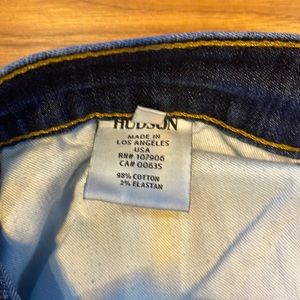 HUDSON
MADE IN
LOS ANGELES
USA
RN# 107906
CA# 00635
98% COTTON
2% ELASTAN